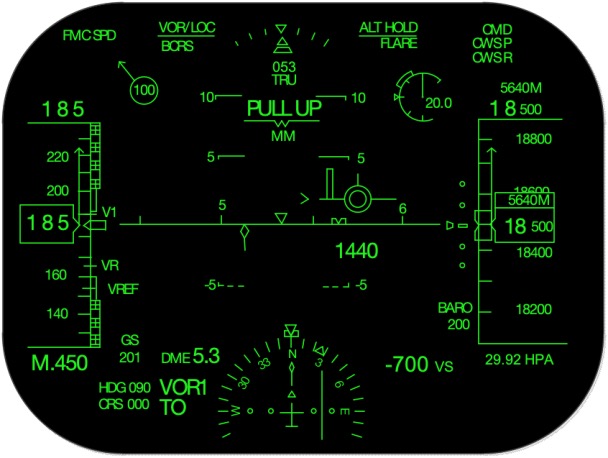 FMC SPD
VOR/LOC
BCRS
ALT HOLD
FLARE
CMD
CWS P
CWS R
053
TRU
100
20.0
5640M
185
18 500
10
10
PULL UP
MM
18800
220
5
5
200
18600
5640M
V1
5
6
185
18 500
1440
18400
VR
160
VREF
-5
-5
140
BARO
200
18200
GS
201
DME 5.3
M.450
-700 VS
29.92 HPA
HDG 090
CRS 000
VOR1
TO
W
30
33
N
3
6
E